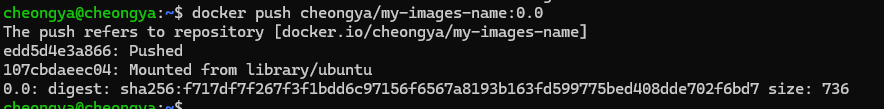 cheongya@cheongya:~$ docker push cheongya/my-images-name:0.0
The push refers to repository [docker.io/cheongya/my-images-name]
edd5d4e3a866: Pushed
107cbdaeec04: Mounted from library/ubuntu
0.0: digest: sha256:f717df7f267f3f1bdd6c97156f6567a8193b163fd599775bed408dde702f6bd7 size: 736
cheongya@cheongya:~$